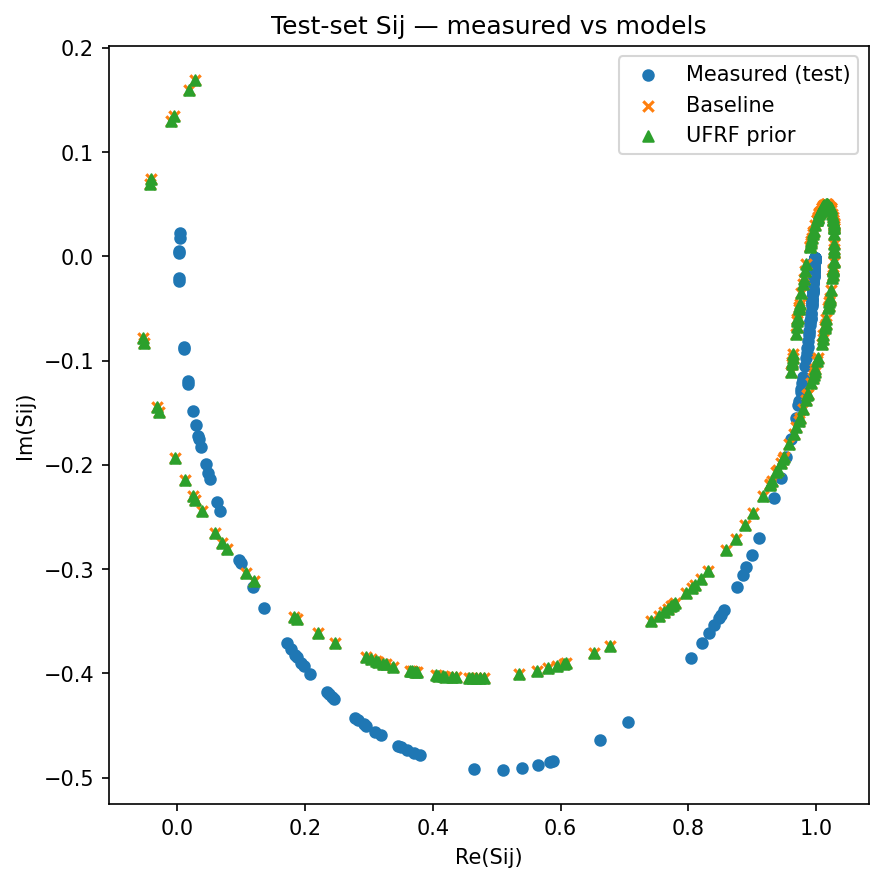 Test-set Sij — measured vs models
Measured (test)
Baseline
UFRF prior
0.2
0.1
0.0
−0.1
−0.2
−0.3
−0.4
−0.5
Im(Sij)
0.0
0.2
0.4
0.6
0.8
1.0
Re(Sij)